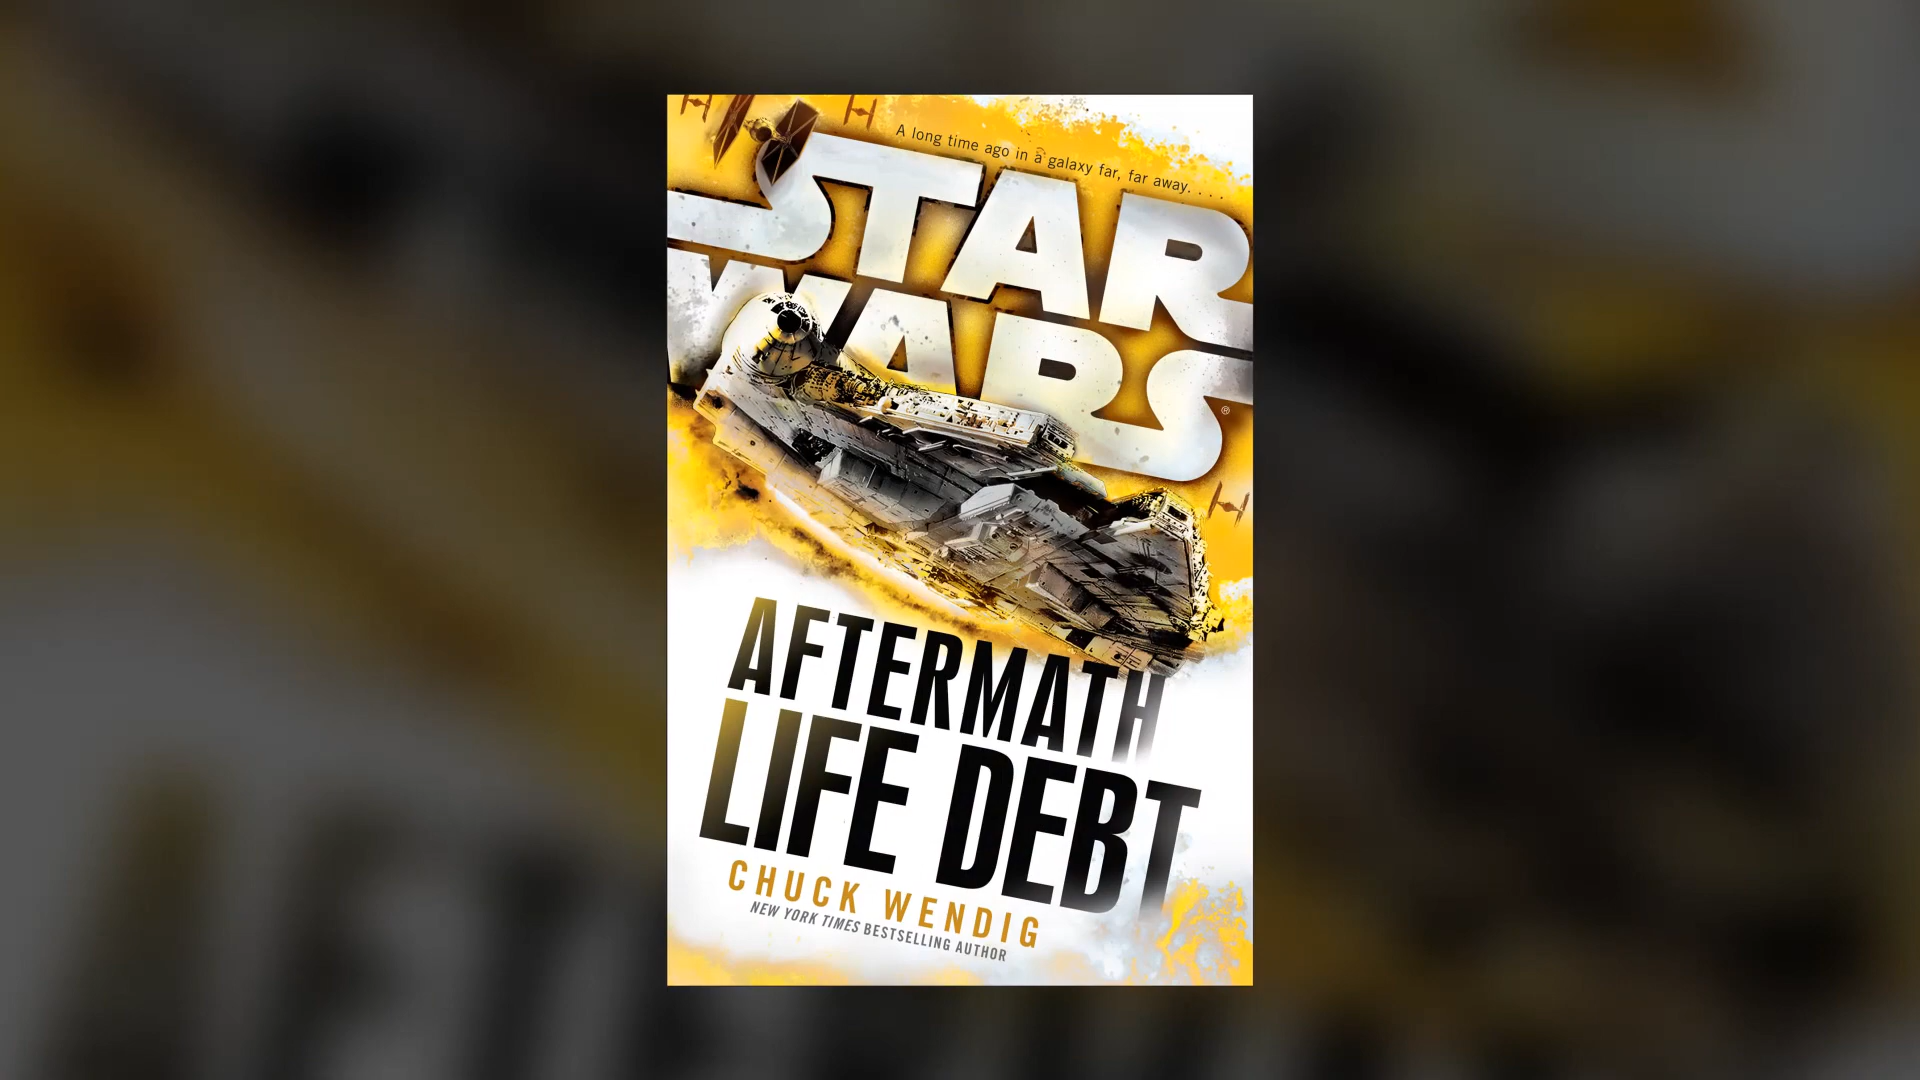 A long time ago in a galaxy far, far away. . . .
STAR
WARS®
AFTERMATH
LIFE DEBT
CHUCK WENDIG
NEW YORK TIMES BESTSELLING AUTHOR